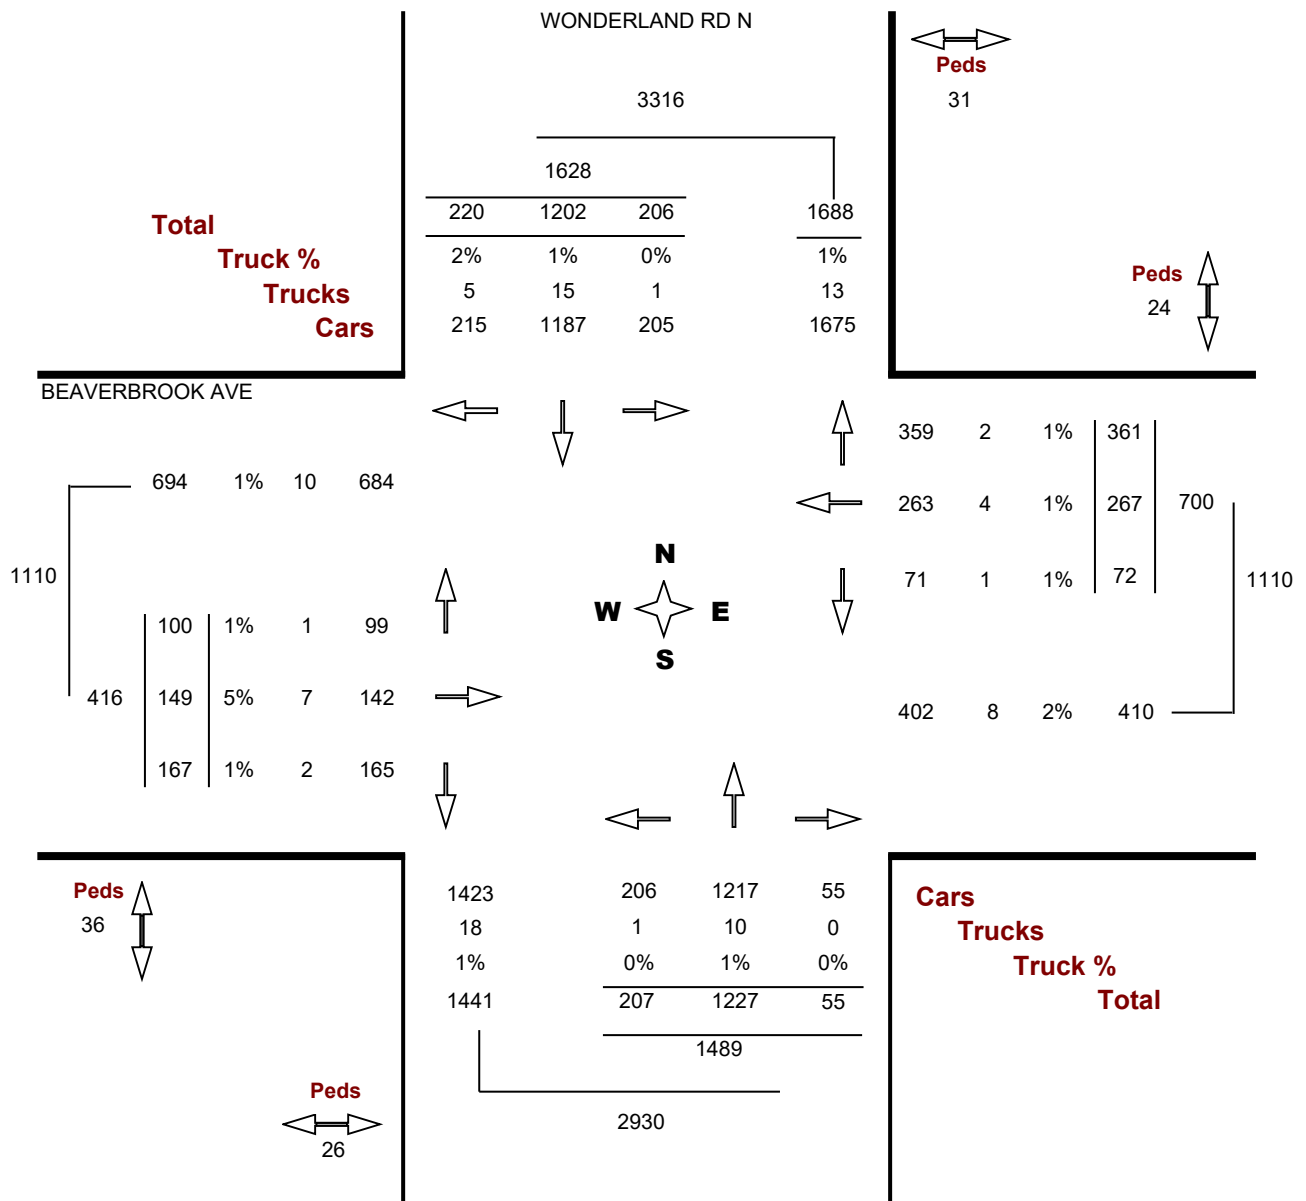 WONDERLAND RD N
Peds
31
3316
1628
220 1202 206 1688
Total
Truck %
Trucks
Cars
2% 1% 0% 1%
5 15 1 13
215 1187 205 1675
Peds
24
BEAVERBROOK AVE
359 2 1% 361
694 1% 10 684
263 4 1% 267 700
N
W E
S
1110
71 1 1% 72 1110
100 1% 1 99
416 149 5% 7 142
402 8 2% 410
167 1% 2 165
Peds
36
1423 206 1217 55
18 1 10 0
1% 0% 1% 0%
1441 207 1227 55
Cars
Trucks
Truck %
Total
1489
Peds
26
2930